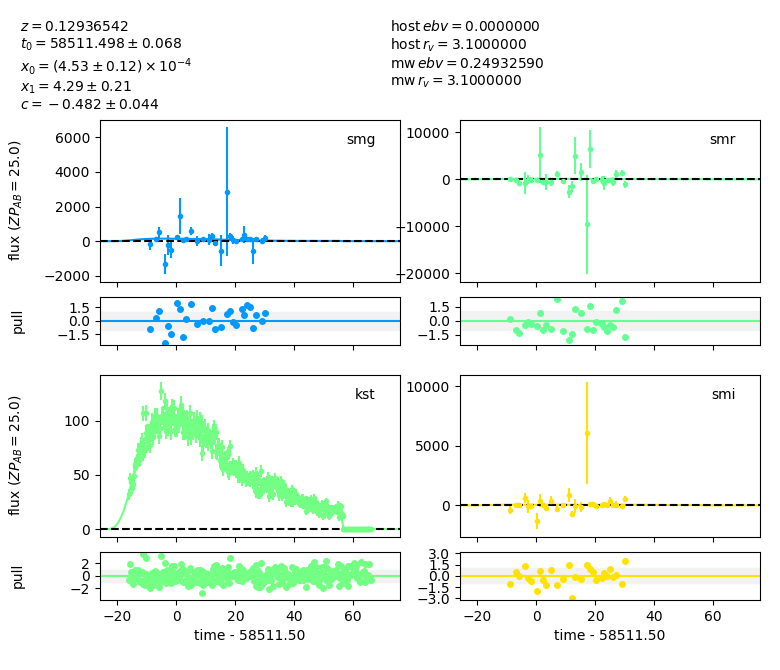 z = 0.12936542
t₀ = 58511.498 ± 0.068
x₀ = (4.53 ± 0.12) × 10⁻⁴
x₁ = 4.29 ± 0.21
c = −0.482 ± 0.044
host ebv = 0.0000000
host r_v = 3.1000000
mw ebv = 0.24932590
mw r_v = 3.1000000
smg
6000
4000
2000
0
−2000
flux (ZP_AB = 25.0)
smr
10000
0
−10000
−20000
1.5
0.0
−1.5
pull
1.5
0.0
−1.5
kst
100
50
0
flux (ZP_AB = 25.0)
smi
10000
5000
0
2
0
−2
pull
−20 0 20 40 60
time - 58511.50
3.0
1.5
0.0
−1.5
−3.0
−20 0 20 40 60
time - 58511.50